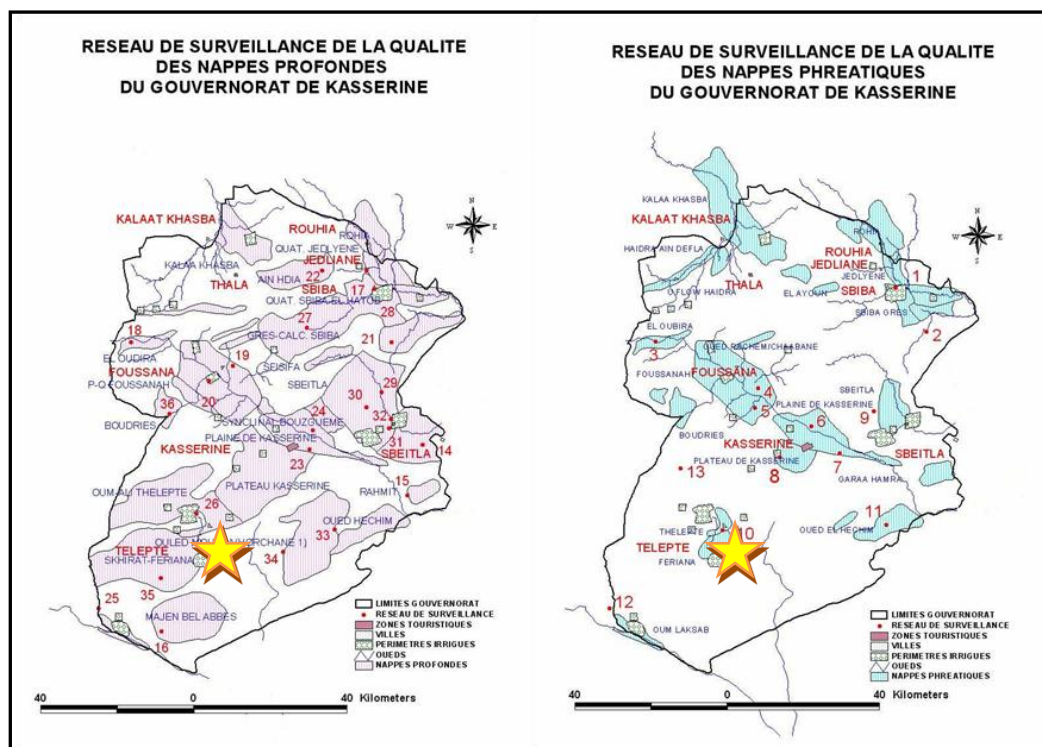 RESEAU DE SURVEILLANCE DE LA QUALITE
DES NAPPES PROFONDES
DU GOUVERNORAT DE KASSERINE
KALAAT KHASBA
ROUHIA
ROHIA
QUAT. JEDLYENE
JEDLIANE
KALAA KHASBA
AIN HDIA
22
THALA
17
SBIBA
QUAT. SBIBA EL HATOB
27
28
18
GRES-CALC. SBIBA
21
EL OUDIRA
19
SEISIFA
FOUSSANA
SBEITLA
P-Q FOUSSANAH
29
20
30
36
24
32
SYNCLINAL BOUZGUEME
BOUDRIES
PLAINE DE KASSERINE
31
KASSERINE
SBEITLA
14
23
PLATEAU KASSERINE
15
OUM-ALI THELEPTE
RAHMIT
26
OUED HECHIM
33
TELEPTE
34
SKHIRAT-FERIANA
35
25
MAJEN BEL ABBES
16
LIMITES GOUVERNORAT
RESEAU DE SURVEILLANCE
ZONES TOURISTIQUES
VILLES
PERIMETRES IRRIGUES
OUEDS
NAPPES PROFONDES
40 0 40 Kilometers
N
W E
S
RESEAU DE SURVEILLANCE DE LA QUALITE
DES NAPPES PHREATIQUES
DU GOUVERNORAT DE KASSERINE
KALAA KHASBA
KALAAT KHASBA
ROHIA
HAIDRA AIN DEFLA
ROUHIA
JEDLIANE
JEDLYENE
THALA
1
O.FLOW HAIDRA
EL AYOUN
SBIBA
SBIBA GRES
EL OUBIRA
2
3
OUED RACHEM/CHAABANE
FOUSSANA
FOUSSANAH
4
SBEITLA
5
PLAINE DE KASSERINE
6
9
BOUDRIES
KASSERINE
SBEITLA
PLATEAU DE KASSERINE
7
13
8
GARAA HAMRA
THELEPTE
10
OUED EL HECHIM
11
TELEPTE
FERIANA
12
OUM LAKSAB
LIMITES GOUVERNORAT
RESEAU DE SURVEILLANCE
ZONES TOURISTIQUES
VILLES
PERIMETRES IRRIGUES
OUEDS
NAPPES PHREATIQUES
40 0 40 Kilometers
N
W E
S